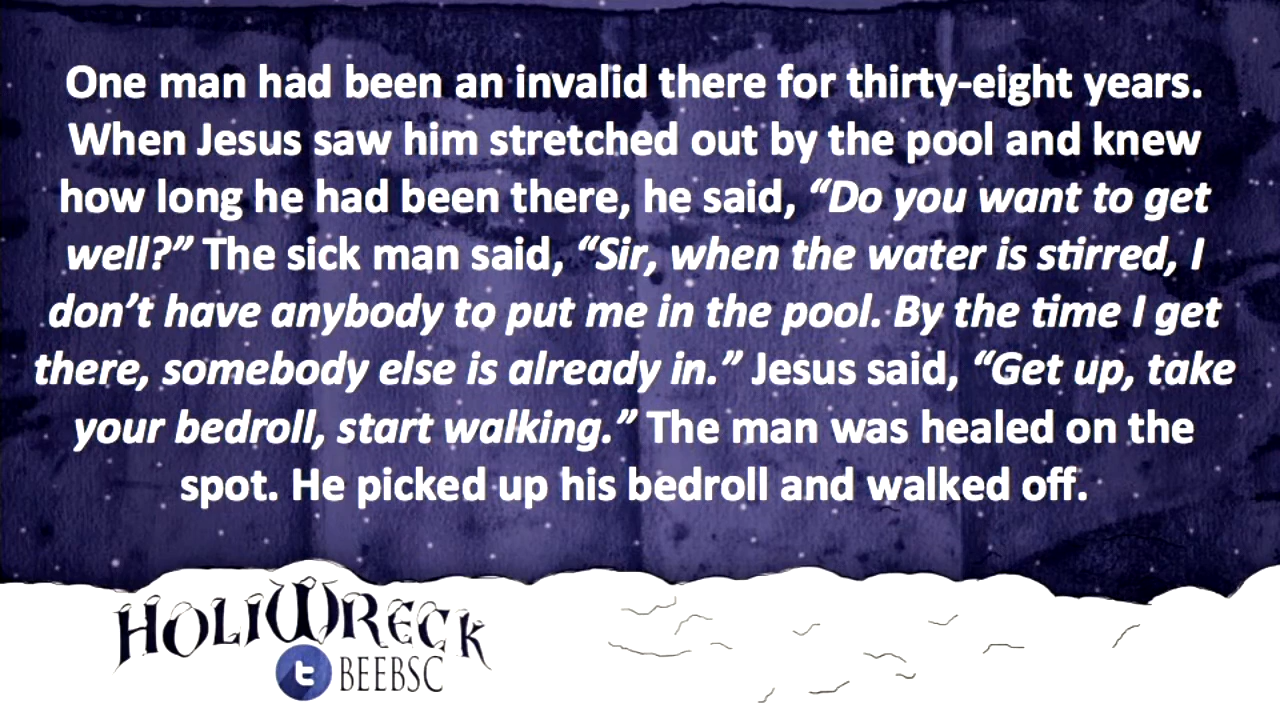 One man had been an invalid there for thirty-eight years.
When Jesus saw him stretched out by the pool and knew
how long he had been there, he said, “Do you want to get
well?” The sick man said, “Sir, when the water is stirred, I
don’t have anybody to put me in the pool. By the time I get
there, somebody else is already in.” Jesus said, “Get up, take
your bedroll, start walking.” The man was healed on the
spot. He picked up his bedroll and walked off.
HOLIWRECK
t BEEBSC